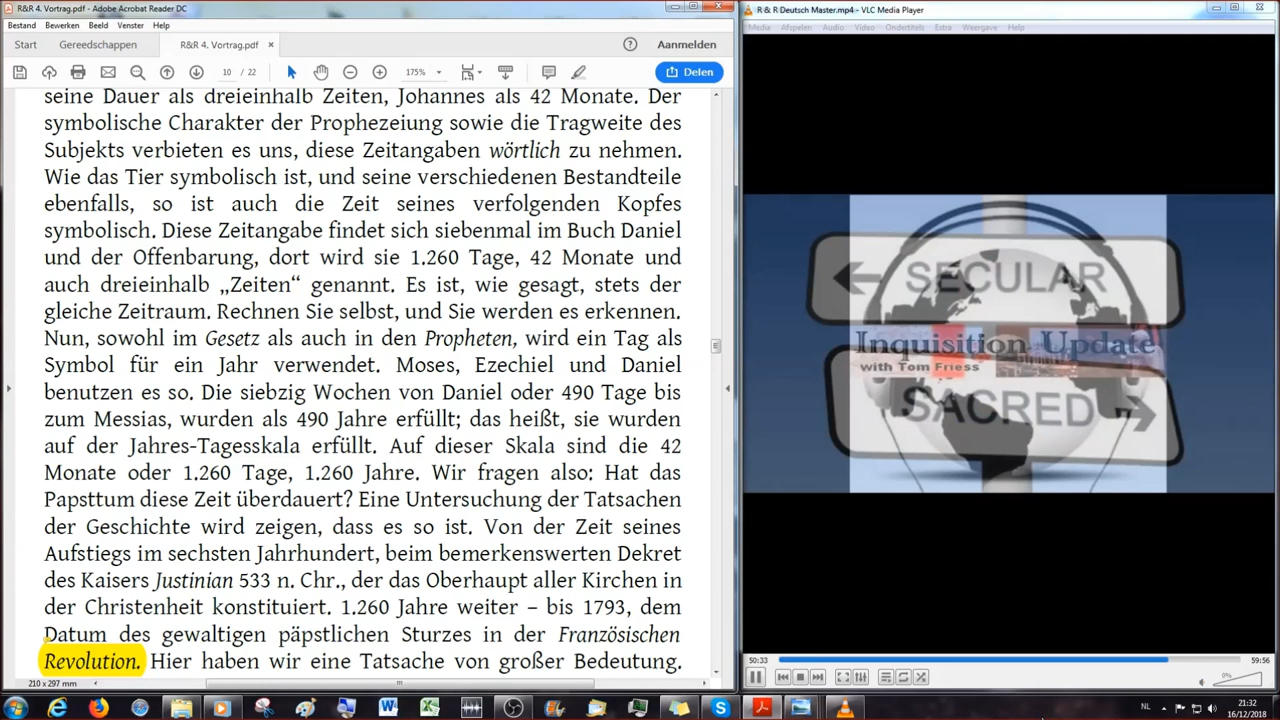 R&R 4. Vortrag.pdf - Adobe Acrobat Reader DC
Bestand Bewerken Beeld Venster Help
Start Gereedschappen R&R 4. Vortrag.pdf × Aanmelden
10 / 22 175% Delen
seine Dauer als dreieinhalb Zeiten, Johannes als 42 Monate. Der
symbolische Charakter der Prophezeiung sowie die Tragweite des
Subjekts verbieten es uns, diese Zeitangaben wörtlich zu nehmen.
Wie das Tier symbolisch ist, und seine verschiedenen Bestandteile
ebenfalls, so ist auch die Zeit seines verfolgenden Kopfes
symbolisch. Diese Zeitangabe findet sich siebenmal im Buch Daniel
und der Offenbarung, dort wird sie 1.260 Tage, 42 Monate und
auch dreieinhalb „Zeiten“ genannt. Es ist, wie gesagt, stets der
gleiche Zeitraum. Rechnen Sie selbst, und Sie werden es erkennen.
Nun, sowohl im Gesetz als auch in den Propheten, wird ein Tag als
Symbol für ein Jahr verwendet. Moses, Ezechiel und Daniel
benutzen es so. Die siebzig Wochen von Daniel oder 490 Tage bis
zum Messias, wurden als 490 Jahre erfüllt; das heißt, sie wurden
auf der Jahres-Tagesskala erfüllt. Auf dieser Skala sind die 42
Monate oder 1.260 Tage, 1.260 Jahre. Wir fragen also: Hat das
Papsttum diese Zeit überdauert? Eine Untersuchung der Tatsachen
der Geschichte wird zeigen, dass es so ist. Von der Zeit seines
Aufstiegs im sechsten Jahrhundert, beim bemerkenswerten Dekret
des Kaisers Justinian 533 n. Chr., der das Oberhaupt aller Kirchen in
der Christenheit konstituiert. 1.260 Jahre weiter – bis 1793, dem
Datum des gewaltigen päpstlichen Sturzes in der Französischen
Revolution. Hier haben wir eine Tatsache von großer Bedeutung.
210 x 297 mm
R & R Deutsch Master.mp4 - VLC Media Player
Media Afspelen Audio Video Ondertitels Extra Weergave Help
SECULAR
Inquisition Update
with Tom Friess
SACRED
50:33 59:56
0%
NL 21:32
16/12/2018